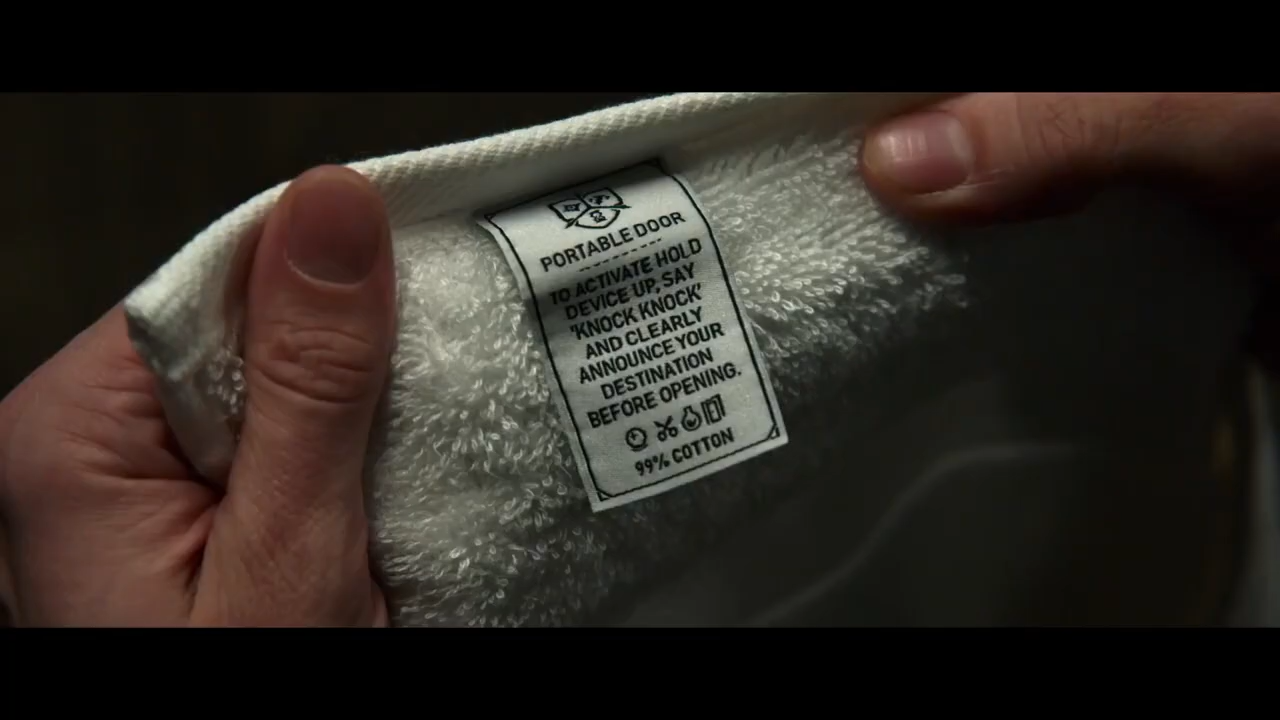 PORTABLE DOOR
TO ACTIVATE HOLD
DEVICE UP, SAY
'KNOCK KNOCK'
AND CLEARLY
ANNOUNCE YOUR
DESTINATION
BEFORE OPENING.
99% COTTON